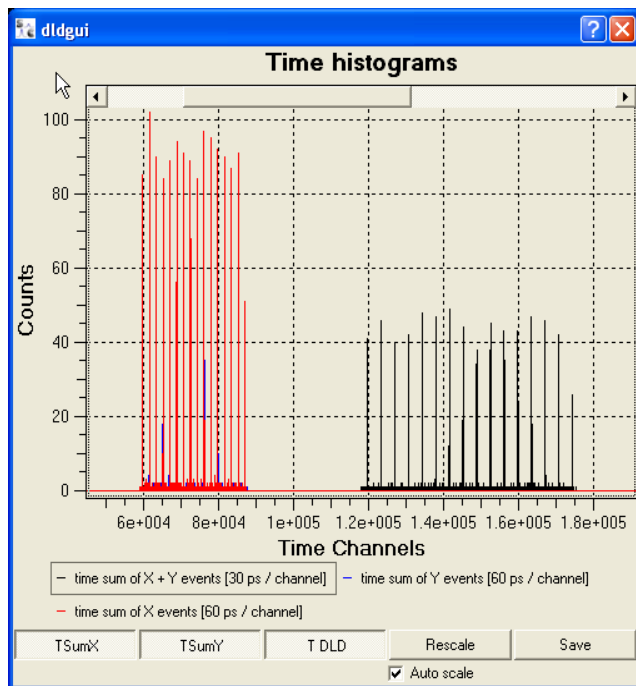 dldgui
Time histograms
100
80
60
40
20
0
Counts
6e+004 8e+004 1e+005 1.2e+005 1.4e+005 1.6e+005 1.8e+005
Time Channels
time sum of X + Y events [30 ps / channel] time sum of Y events [60 ps / channel]
time sum of X events [60 ps / channel]
TSumX TSumY T DLD Rescale Save
Auto scale